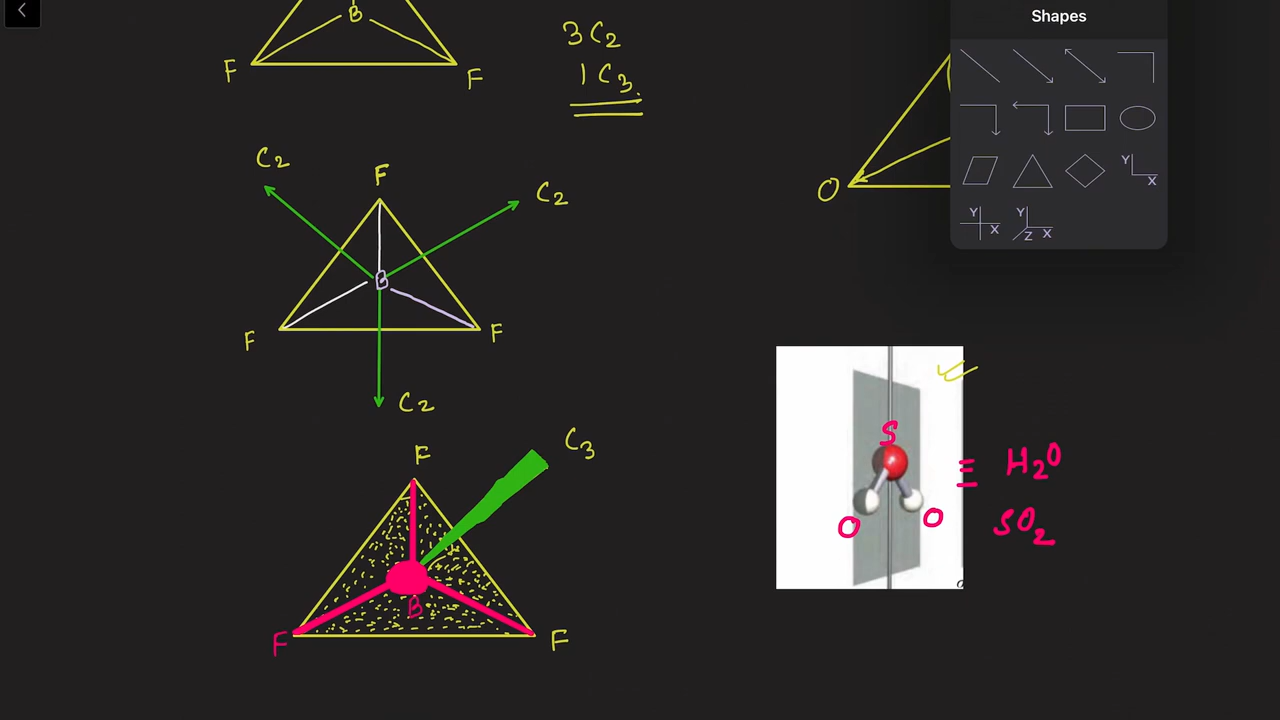 B
F
F
3C2
1C3
C2
F
C2
B
F
F
C2
F
C3
B
F
F
Shapes
Y
X
Y
X
Y
Z
X
O
S
O
O
= H2O
SO2